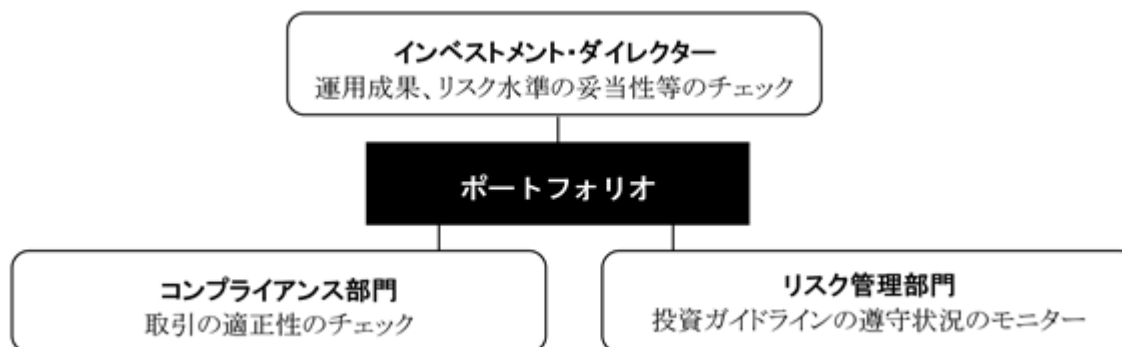 インベストメント・ダイレクター
運用成果、リスク水準の妥当性等のチェック
ポートフォリオ
コンプライアンス部門
取引の適正性のチェック
リスク管理部門
投資ガイドラインの遵守状況のモニター